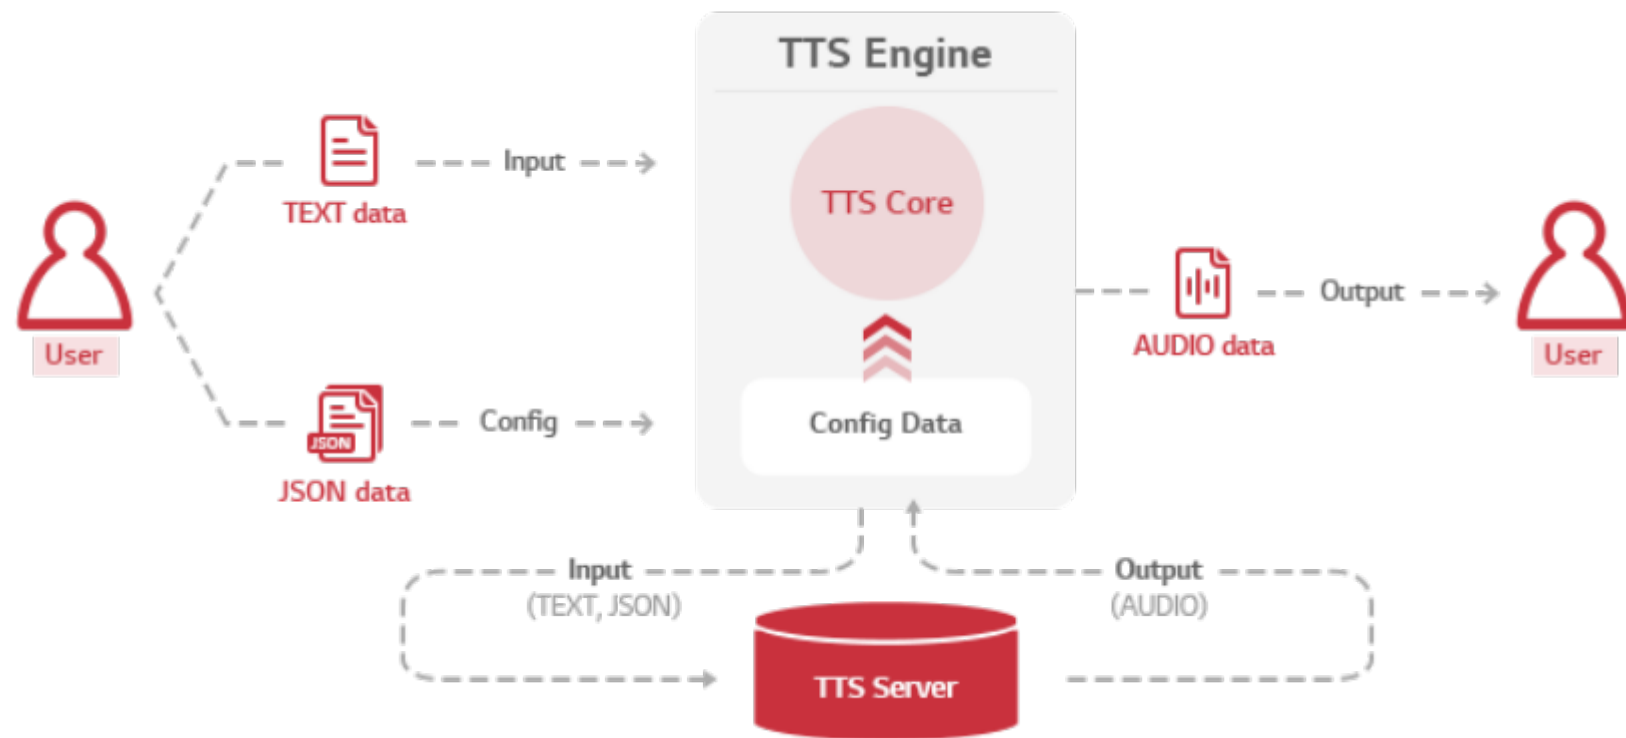 TTS Engine
TEXT data
Input
TTS Core
User
JSON
JSON data
Config
Config Data
AUDIO data
Output
User
Input
(TEXT, JSON)
Output
(AUDIO)
TTS Server